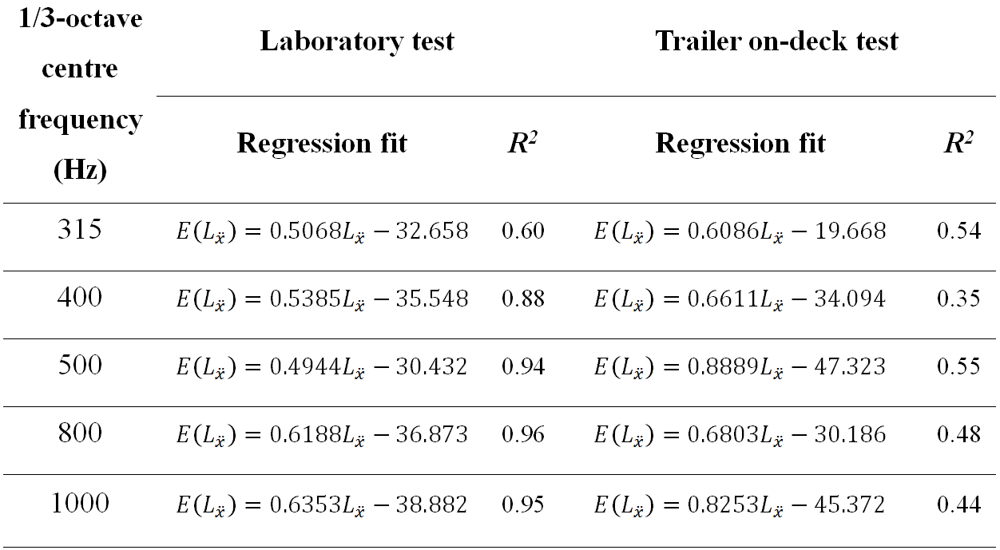 1/3-octave
centre
frequency
(Hz)
Laboratory test
Trailer on-deck test
Regression fit R² Regression fit R²
315 E(Lẍ) = 0.5068Lẍ − 32.658 0.60 E(Lẍ) = 0.6086Lẍ − 19.668 0.54
400 E(Lẍ) = 0.5385Lẍ − 35.548 0.88 E(Lẍ) = 0.6611Lẍ − 34.094 0.35
500 E(Lẍ) = 0.4944Lẍ − 30.432 0.94 E(Lẍ) = 0.8889Lẍ − 47.323 0.55
800 E(Lẍ) = 0.6188Lẍ − 36.873 0.96 E(Lẍ) = 0.6803Lẍ − 30.186 0.48
1000 E(Lẍ) = 0.6353Lẍ − 38.882 0.95 E(Lẍ) = 0.8253Lẍ − 45.372 0.44